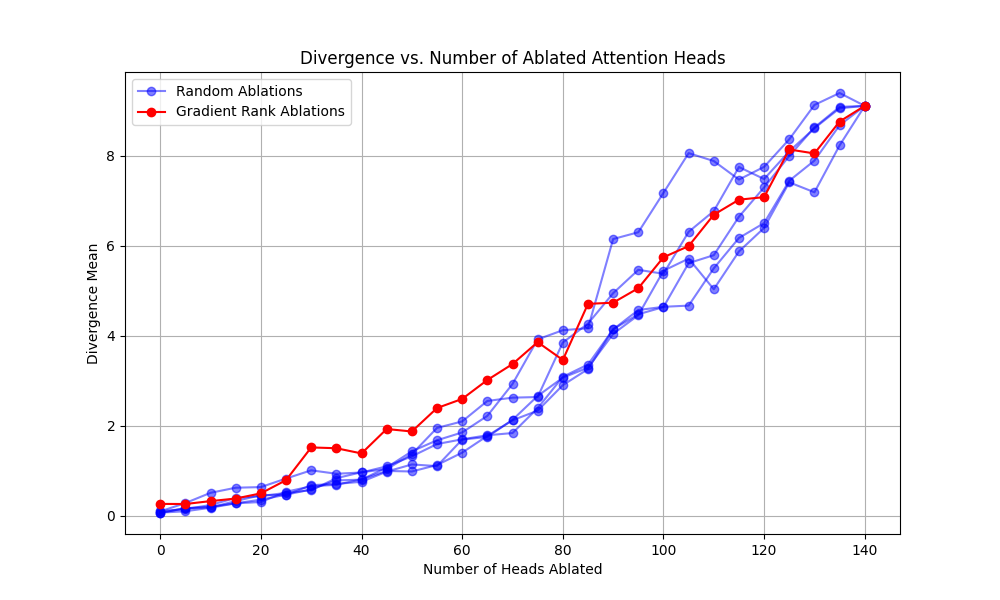 Divergence vs. Number of Ablated Attention Heads
Random Ablations
Gradient Rank Ablations
Divergence Mean
8
6
4
2
0
0 20 40 60 80 100 120 140
Number of Heads Ablated